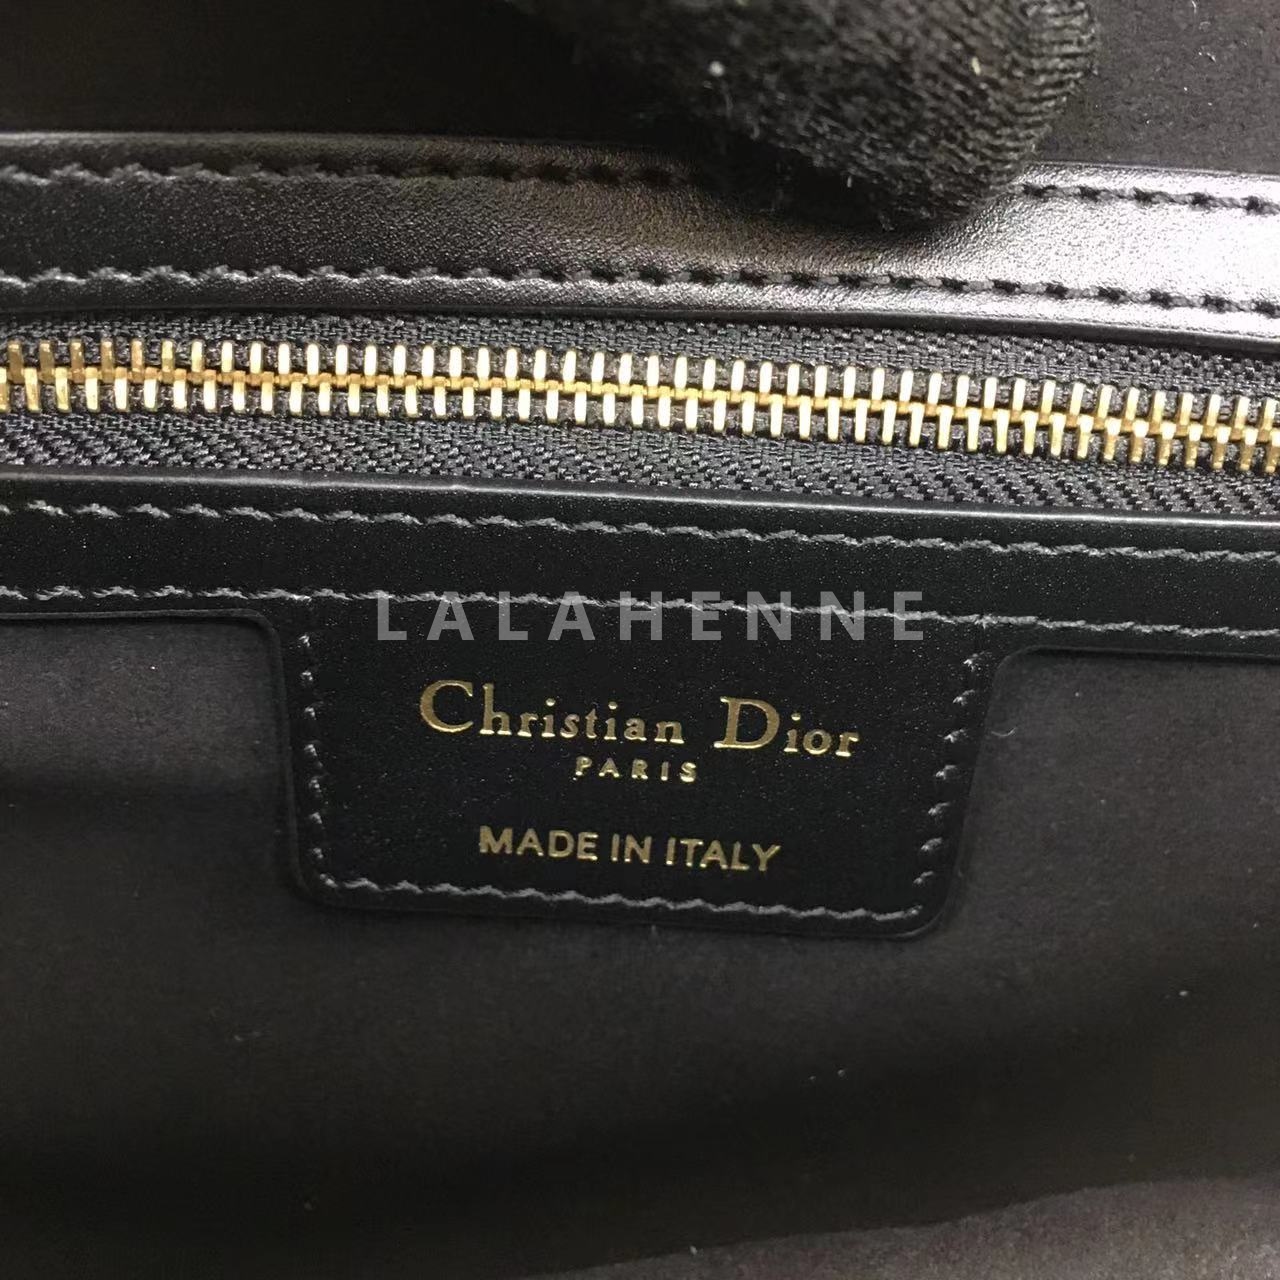 LALAHENNE
Christian Dior
PARIS
MADE IN ITALY